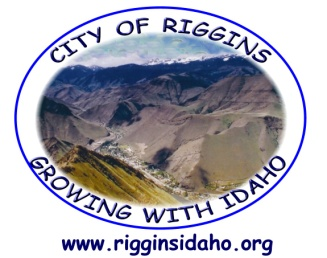 CITY OF RIGGINS
GROWING WITH IDAHO
www.rigginsidaho.org